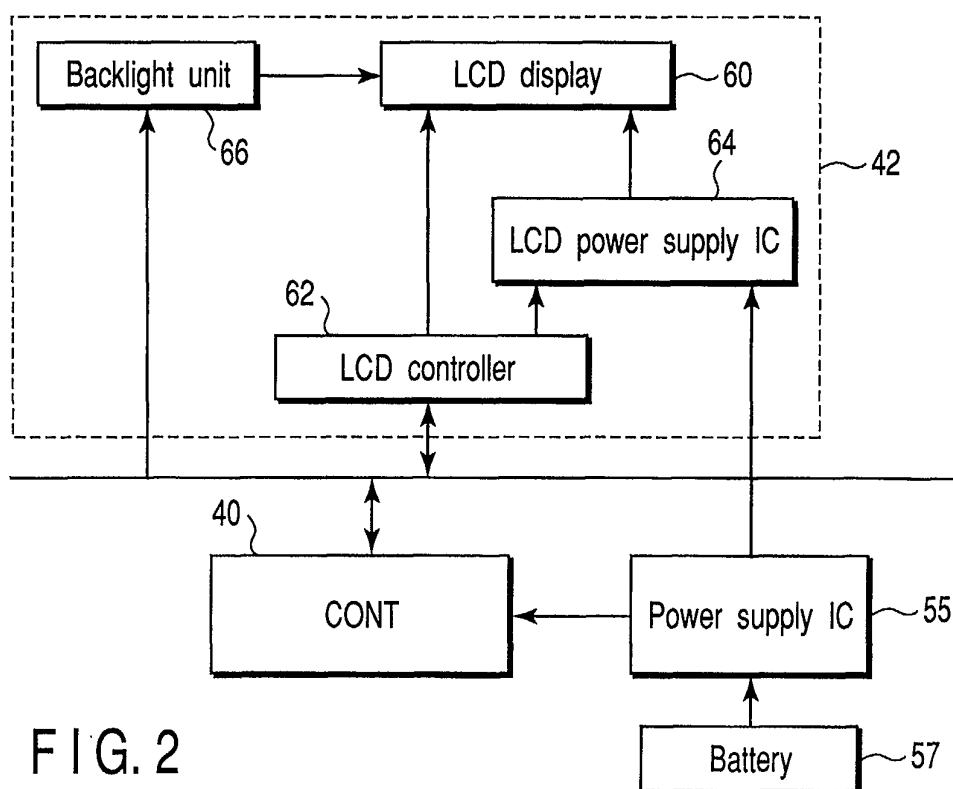 Backlight unit
LCD display
60
66
64
42
LCD power supply IC
62
LCD controller
40
CONT
Power supply IC
55
FIG. 2
Battery
57